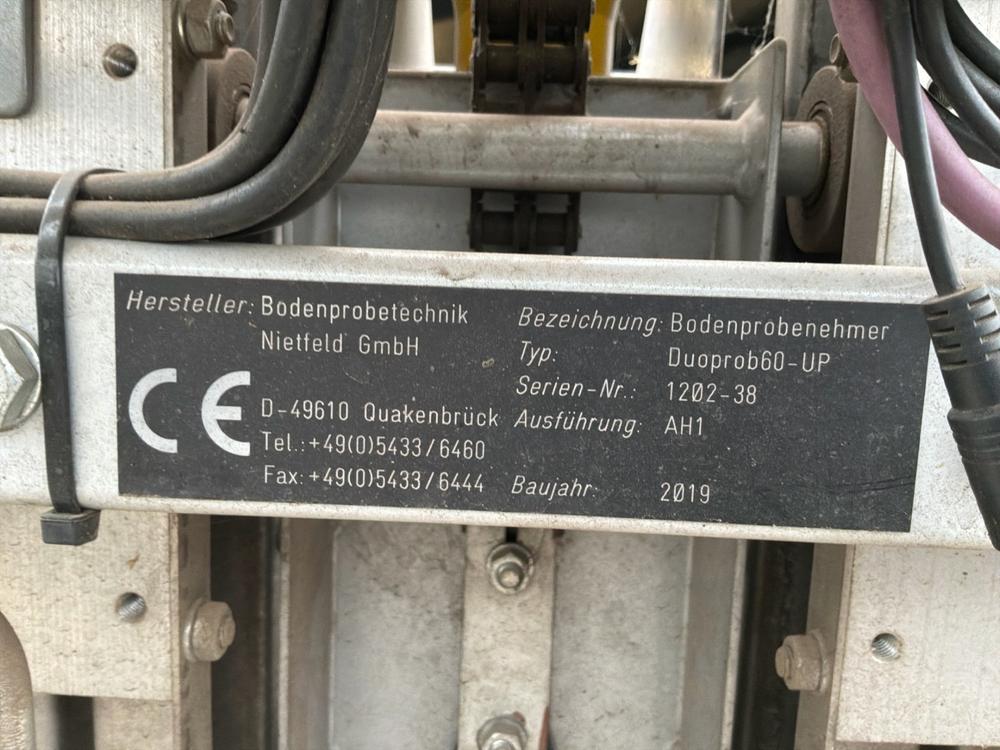 Hersteller: Bodenprobetechnik
Nietfeld GmbH
CE
D-49610 Quakenbrück
Tel.:+49(0)5433/6460
Fax:+49(0)5433/6444
Bezeichnung: Bodenprobenehmer
Typ: Duoprob60-UP
Serien-Nr.: 1202-38
Ausführung: AH1
Baujahr: 2019